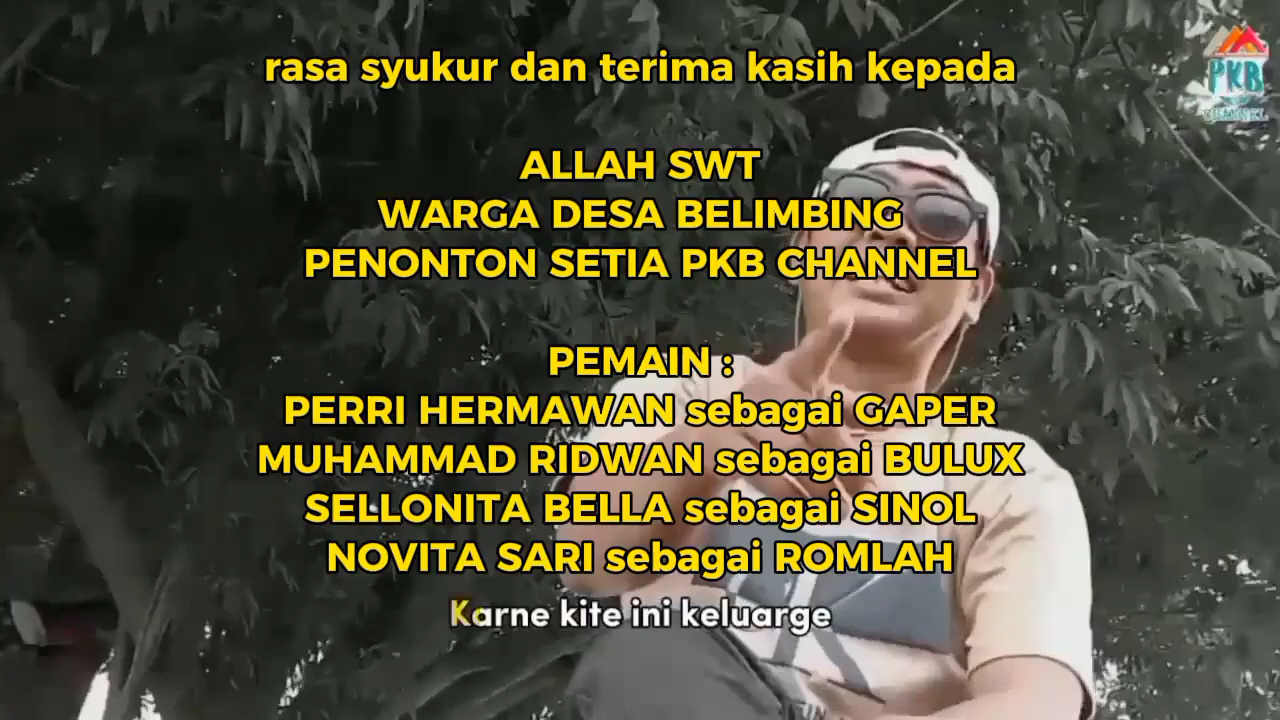 rasa syukur dan terima kasih kepada
PKB
CHANNEL
ALLAH SWT
WARGA DESA BELIMBING
PENONTON SETIA PKB CHANNEL
PEMAIN :
PERRI HERMAWAN sebagai GAPER
MUHAMMAD RIDWAN sebagai BULUX
SELLONITA BELLA sebagai SINOL
NOVITA SARI sebagai ROMLAH
Karne kite ini keluarge